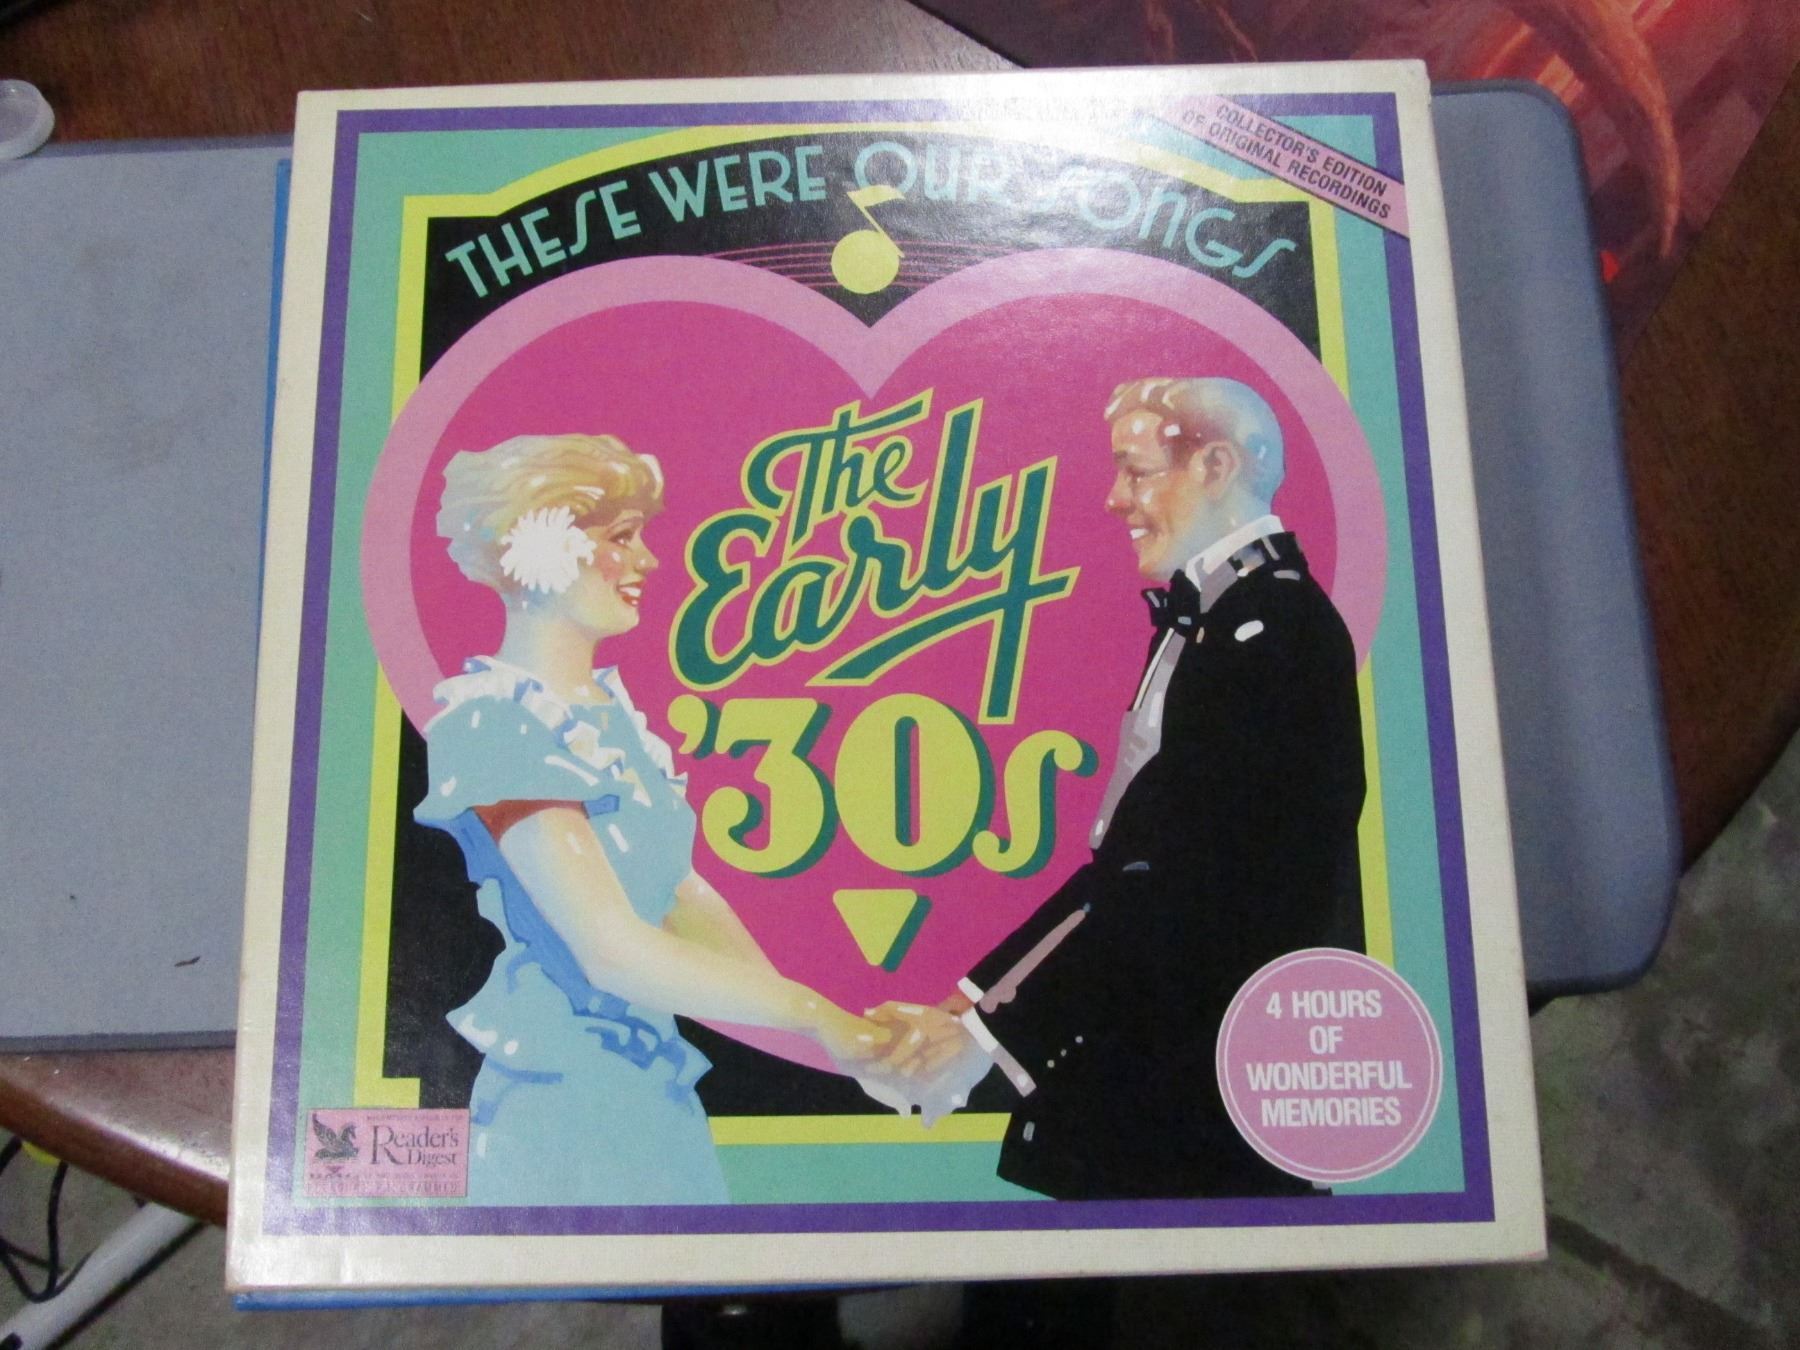 COLLECTOR'S EDITION
OF ORIGINAL RECORDINGS
THESE WERE OUR SONGS
The
Early
'30s
4 HOURS
OF
WONDERFUL
MEMORIES
Reader's
Digest